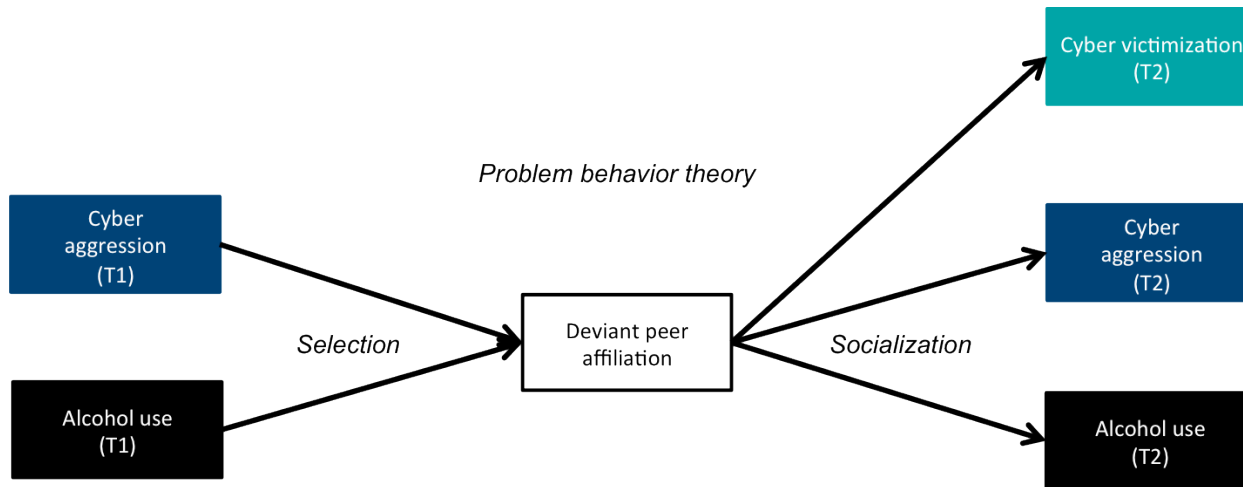 Cyber victimization
(T2)
Problem behavior theory
Cyber
aggression
(T1)
Cyber
aggression
(T2)
Selection
Deviant peer
affiliation
Socialization
Alcohol use
(T1)
Alcohol use
(T2)